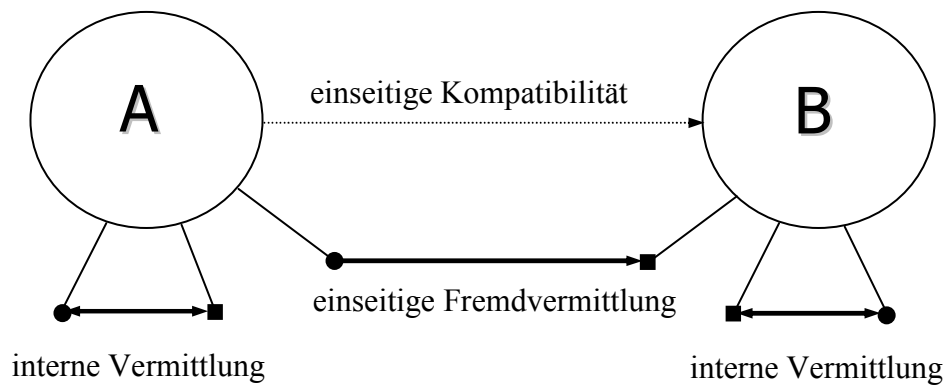 A
B
einseitige Kompatibilität
einseitige Fremdvermittlung
interne Vermittlung
interne Vermittlung